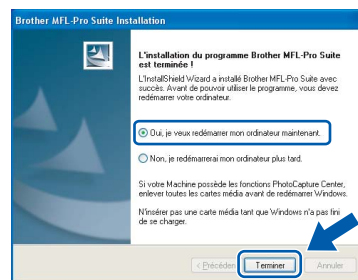 Brother MFL-Pro Suite Installation
L'installation du programme Brother MFL-Pro Suite
est terminée !
L'InstallShield Wizard a installé Brother MFL-Pro Suite avec
succès. Avant de pouvoir utiliser le programme, vous devez
redémarrer votre ordinateur.
Oui, je veux redémarrer mon ordinateur maintenant.
Non, je redémarrerai mon ordinateur plus tard.
Si votre Machine possède les fonctions PhotoCapture Center,
enlever toutes les cartes média avant de redémarrer Windows.
N'insérer pas une carte média tant que Windows n'a pas fini
de se charger.
< Précéden Terminer Annuler